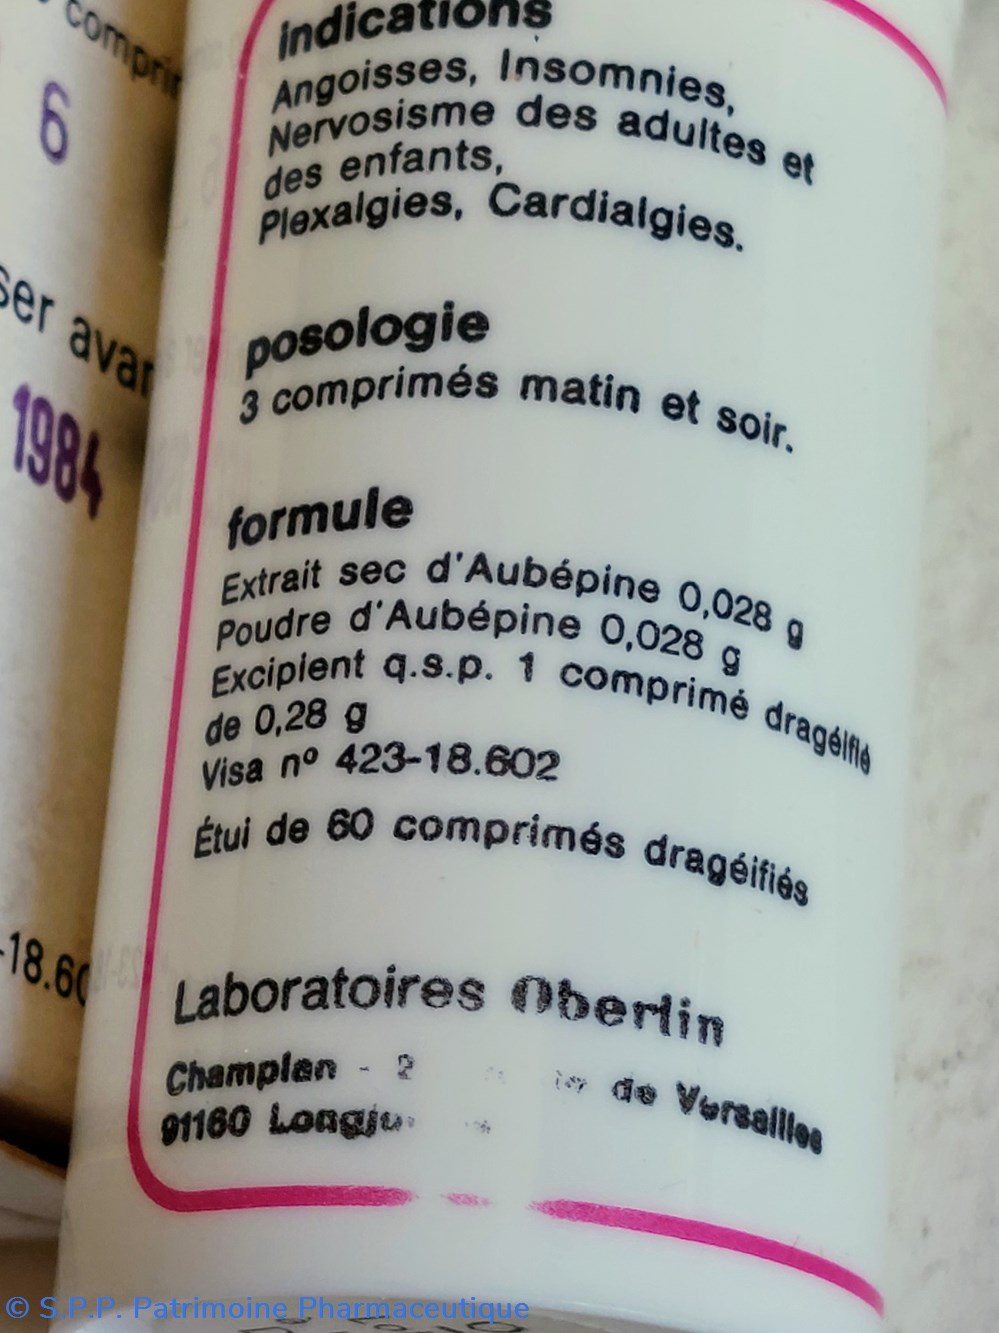 indications
Angoisses, Insomnies,
Nervosisme des adultes et
des enfants,
Plexalgies, Cardialgies.
posologie
3 comprimés matin et soir.
formule
Extrait sec d'Aubépine 0,028 g
Poudre d'Aubépine 0,028 g
Excipient q.s.p. 1 comprimé dragéifié
de 0,28 g
Visa nº 423-18.602
Étui de 60 comprimés dragéifiés
Laboratoires Oberlin
Champlan - 2 de Versailles
91160
6
1984
© S.P.P. Patrimoine Pharmaceutique